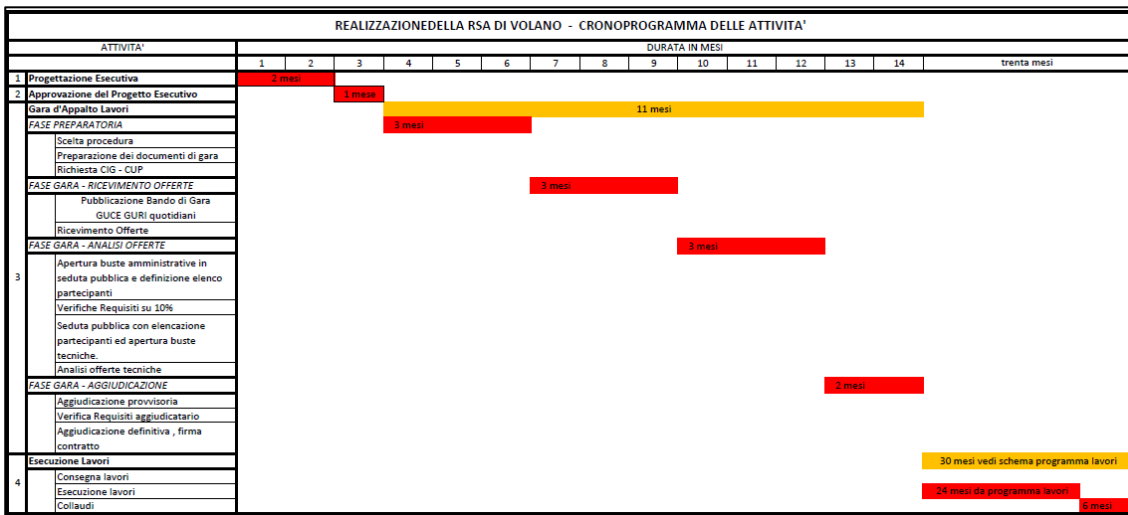 REALIZZAZIONEDELLA RSA DI VOLANO - CRONOPROGRAMMA DELLE ATTIVITA'
ATTIVITA' DURATA IN MESI
1 2 3 4 5 6 7 8 9 10 11 12 13 14 trenta mesi
1 Progettazione Esecutiva 2 mesi
2 Approvazione del Progetto Esecutivo 1 mese
Gara d'Appalto Lavori 11 mesi
FASE PREPARATORIA 3 mesi
Scelta procedura
Preparazione dei documenti di gara
Richiesta CIG - CUP
FASE GARA - RICEVIMENTO OFFERTE 3 mesi
Pubblicazione Bando di Gara
GUCE GURI quotidiani
Ricevimento Offerte
FASE GARA - ANALISI OFFERTE 3 mesi
Apertura buste amministrative in
3 seduta pubblica e definizione elenco
partecipanti
Verifiche Requisiti su 10%
Seduta pubblica con elencazione
partecipanti ed apertura buste
tecniche.
Analisi offerte tecniche
FASE GARA - AGGIUDICAZIONE 2 mesi
Aggiudicazione provvisoria
Verifica Requisiti aggiudicatario
Aggiudicazione definitiva , firma
contratto
Esecuzione Lavori 30 mesi vedi schema programma lavori
4 Consegna lavori
Esecuzione lavori 24 mesi da programma lavori
Collaudi 6 mesi